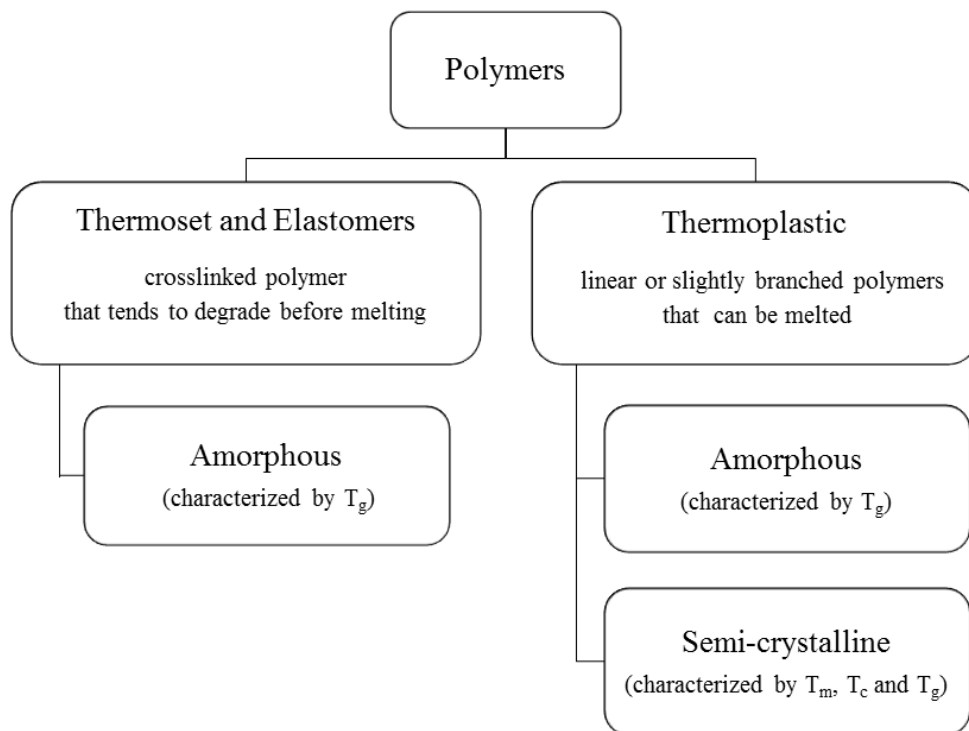 Polymers
Thermoset and Elastomers
crosslinked polymer
that tends to degrade before melting
Amorphous
(characterized by Tg)
Thermoplastic
linear or slightly branched polymers
that can be melted
Amorphous
(characterized by Tg)
Semi-crystalline
(characterized by Tm, Tc and Tg)